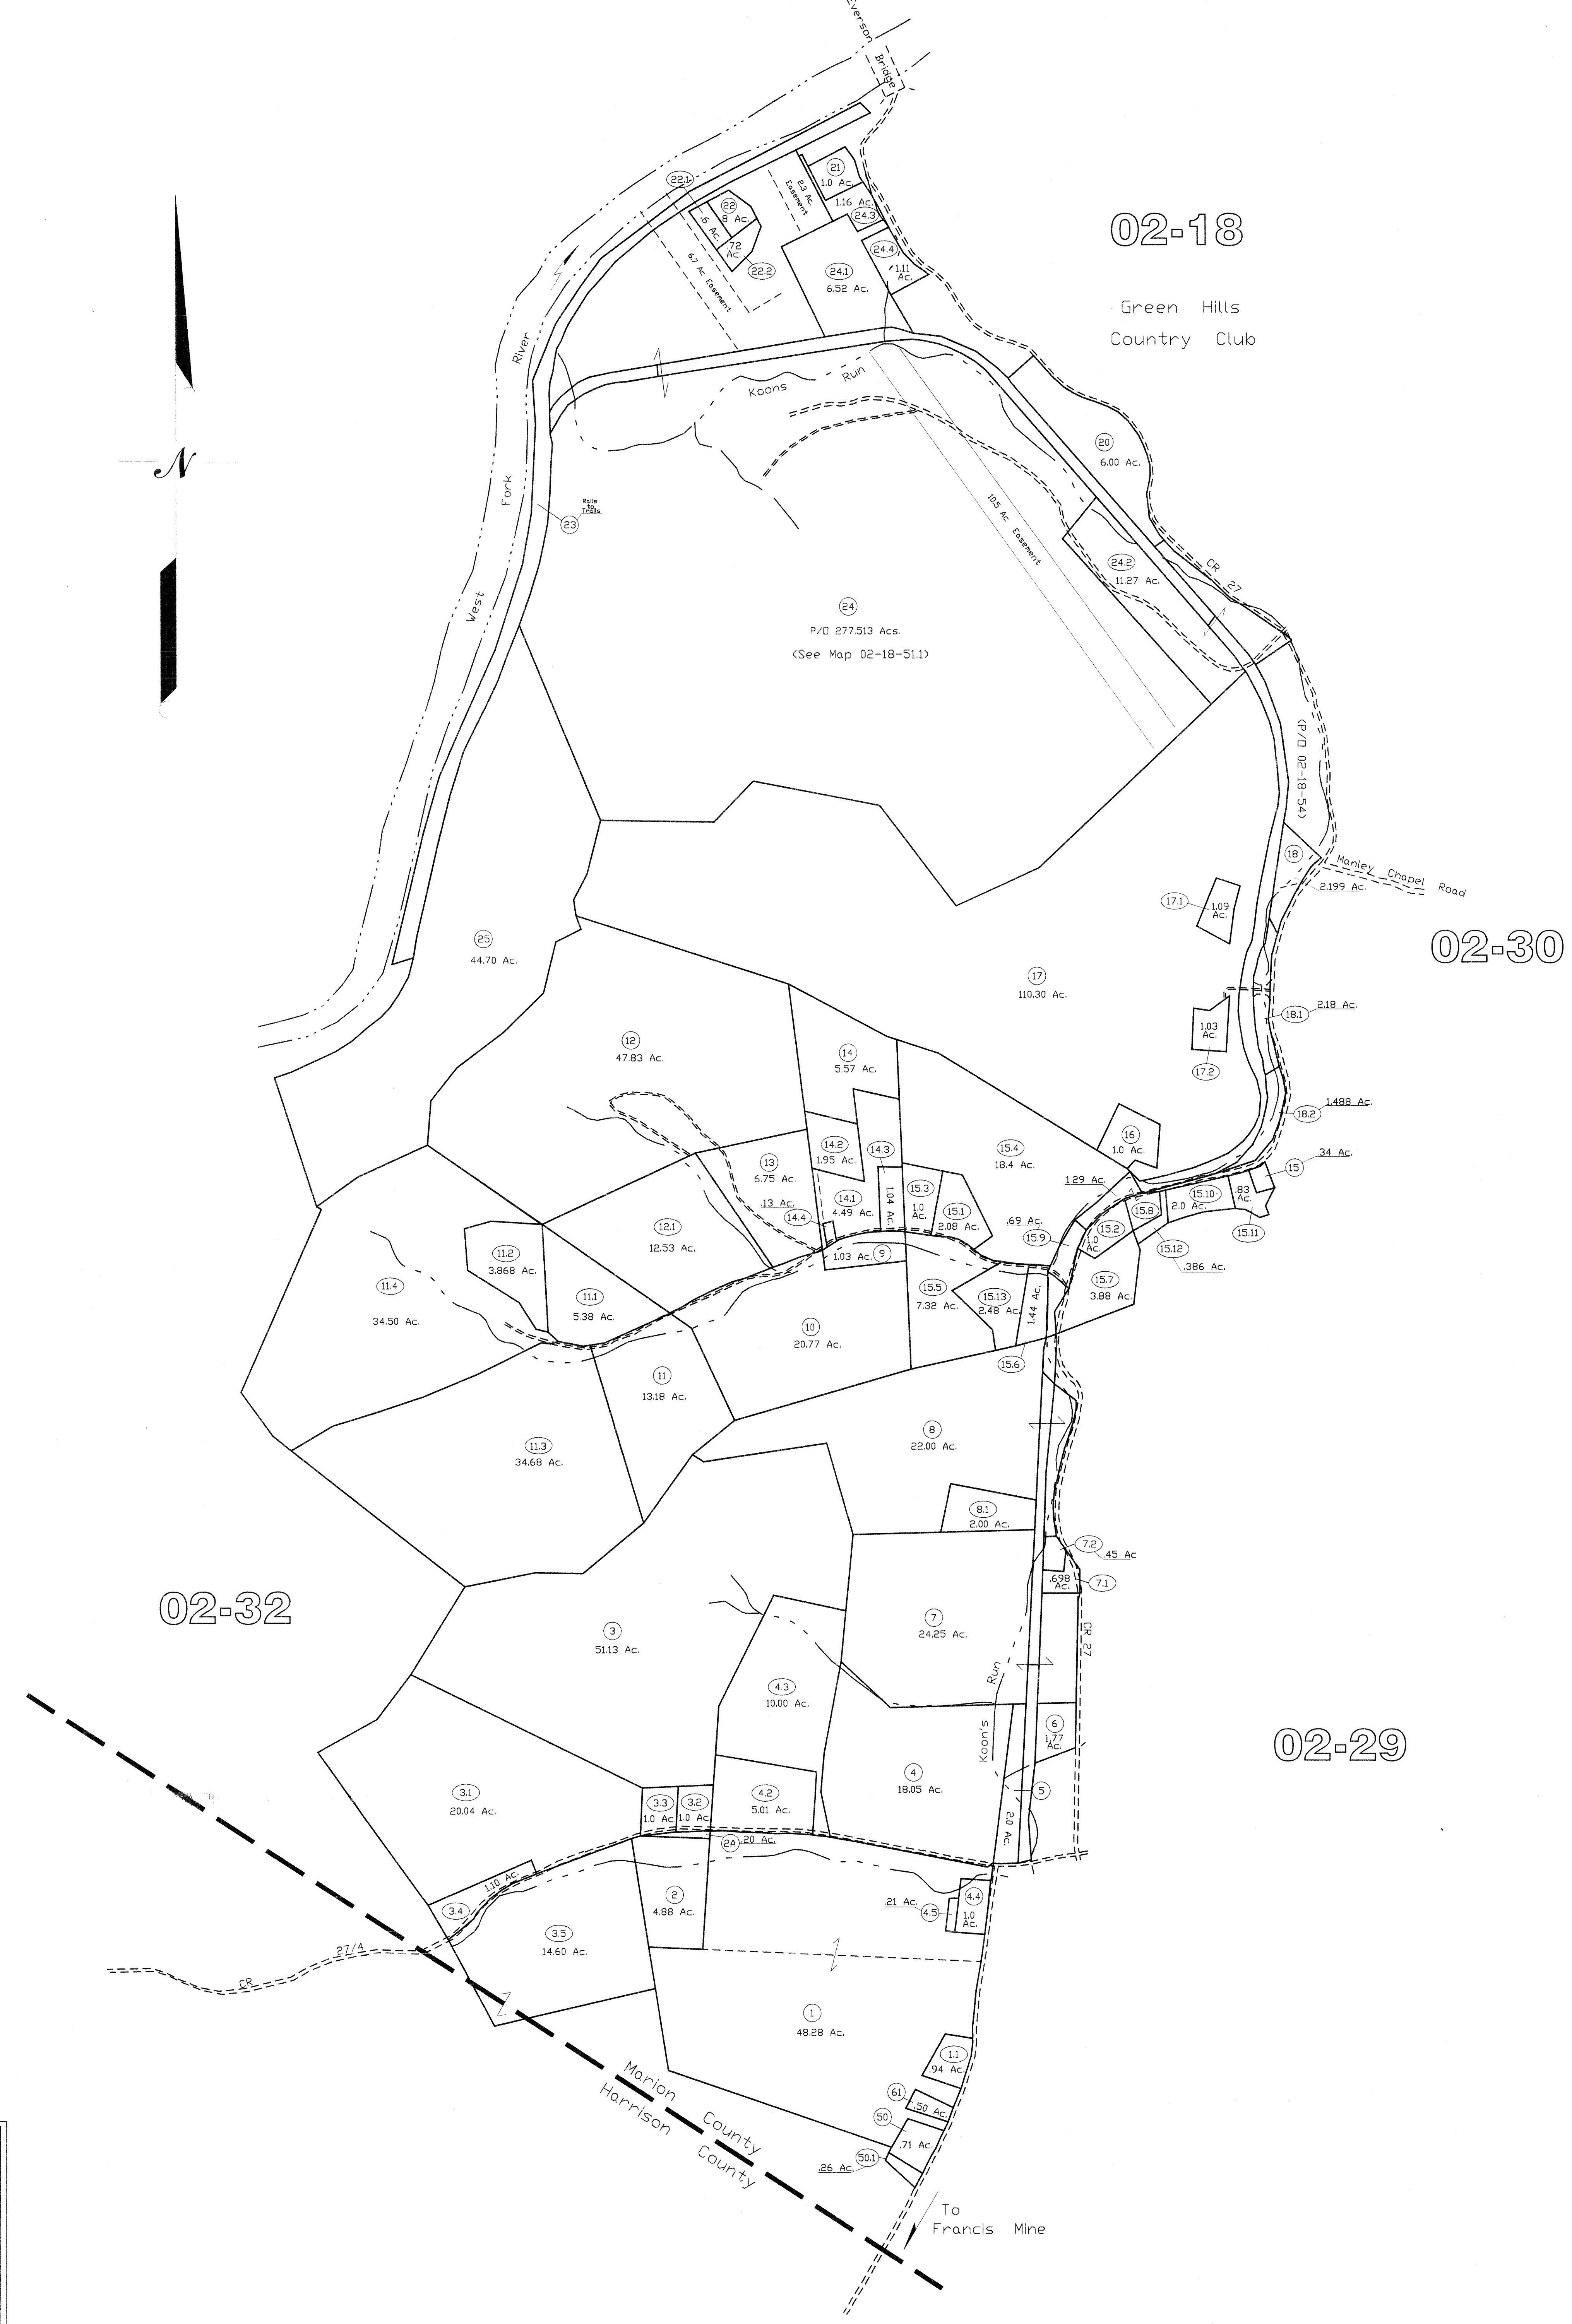 Everson
Bridge
22.1
21
1.0 Ac.
2.3 Ac.
Easement
22
.8 Ac.
.6 Ac.
1.16 Ac.
24.3
.72
Ac.
22.2
24.4
1.11
Ac.
24.1
6.52 Ac.
6.7 Ac Easement
02-18
Green Hills
Country Club
West Fork River
Koons Run
N
20
6.00 Ac.
Rails
to
Trails
23
10.5 Ac Easement
24.2
11.27 Ac.
CR 27
24
P/O 277.513 Acs.
(See Map 02-18-51.1)
(P/O 02-18-54)
18
Manley Chapel Road
2.199 Ac.
17.1
1.09
Ac.
25
44.70 Ac.
02-30
17
110.30 Ac.
2.18 Ac.
18.1
1.03
Ac.
17.2
12
47.83 Ac.
14
5.57 Ac.
1.488 Ac.
18.2
16
1.0 Ac.
14.2
1.95 Ac.
14.3
15.4
18.4 Ac.
.34 Ac.
15
13
6.75 Ac.
1.29 Ac.
15.3
1.0
Ac.
15.10
2.0 Ac.
.83
Ac.
.13 Ac.
14.1
4.49 Ac.
1.04 Ac.
15.1
2.08 Ac.
15.8
14.4
.69 Ac.
15.9
15.2
1.0
Ac.
15.11
12.1
12.53 Ac.
15.12
.386 Ac.
11.2
3.868 Ac.
1.03 Ac.
9
15.7
3.88 Ac.
11.4
34.50 Ac.
11.1
5.38 Ac.
15.5
7.32 Ac.
15.13
2.48 Ac.
1.44 Ac.
10
20.77 Ac.
15.6
11
13.18 Ac.
8
22.00 Ac.
11.3
34.68 Ac.
8.1
2.00 Ac.
7.2
.45 Ac
.698
Ac.
7.1
02-32
3
51.13 Ac.
7
24.25 Ac.
CR 27
4.3
10.00 Ac.
Koon's Run
6
1.77
Ac.
02-29
4
18.05 Ac.
5
2.0 Ac.
3.1
20.04 Ac.
3.3
1.0 Ac.
3.2
1.0 Ac.
4.2
5.01 Ac.
2A
.20 Ac.
1.10 Ac.
3.4
2
4.88 Ac.
.21 Ac.
4.5
4.4
1.0
Ac.
3.5
14.60 Ac.
CR 27/4
1
48.28 Ac.
1.1
.94 Ac.
Marion County
Harrison County
61
.50 Ac.
50
.71 Ac.
50.1
.26 Ac.
To
Francis Mine